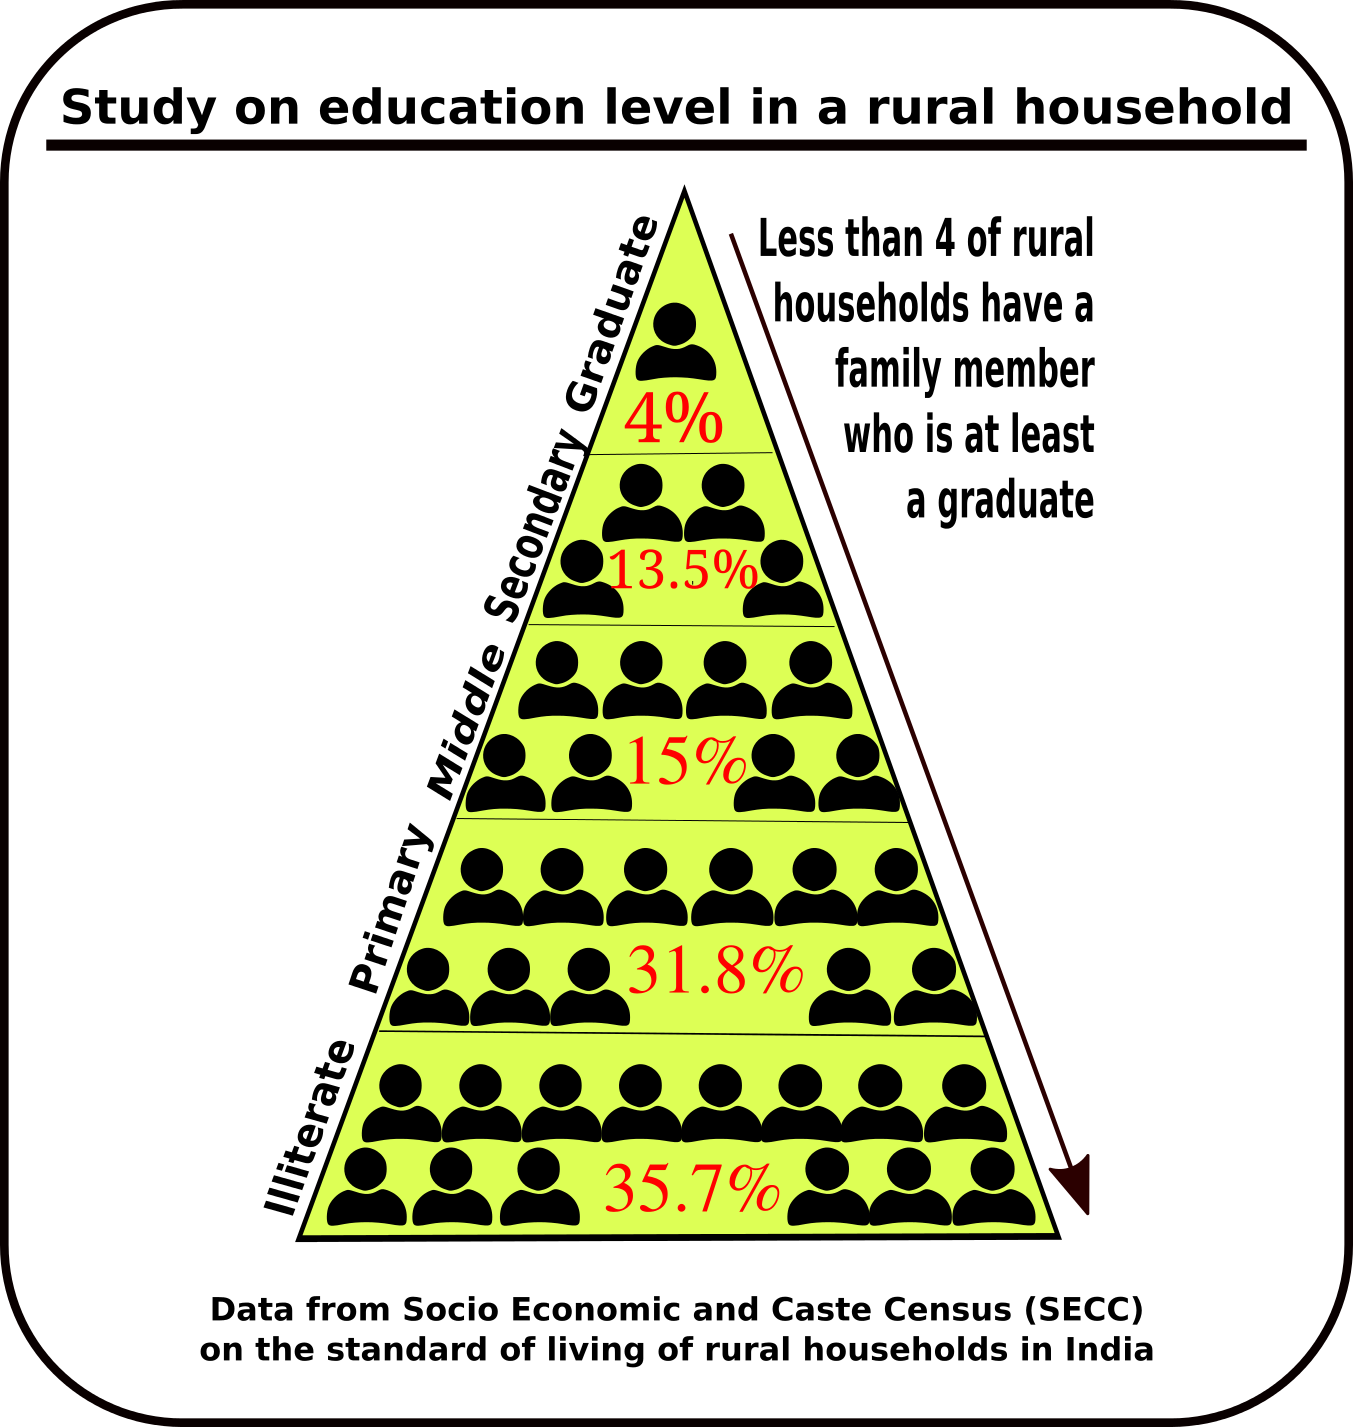 Study on education level in a rural household
Less than 4 of rural
households have a
family member
who is at least
a graduate
Graduate
4%
Secondary
13.5%
Middle
15%
Primary
31.8%
Illiterate
35.7%
Data from Socio Economic and Caste Census (SECC)
on the standard of living of rural households in India